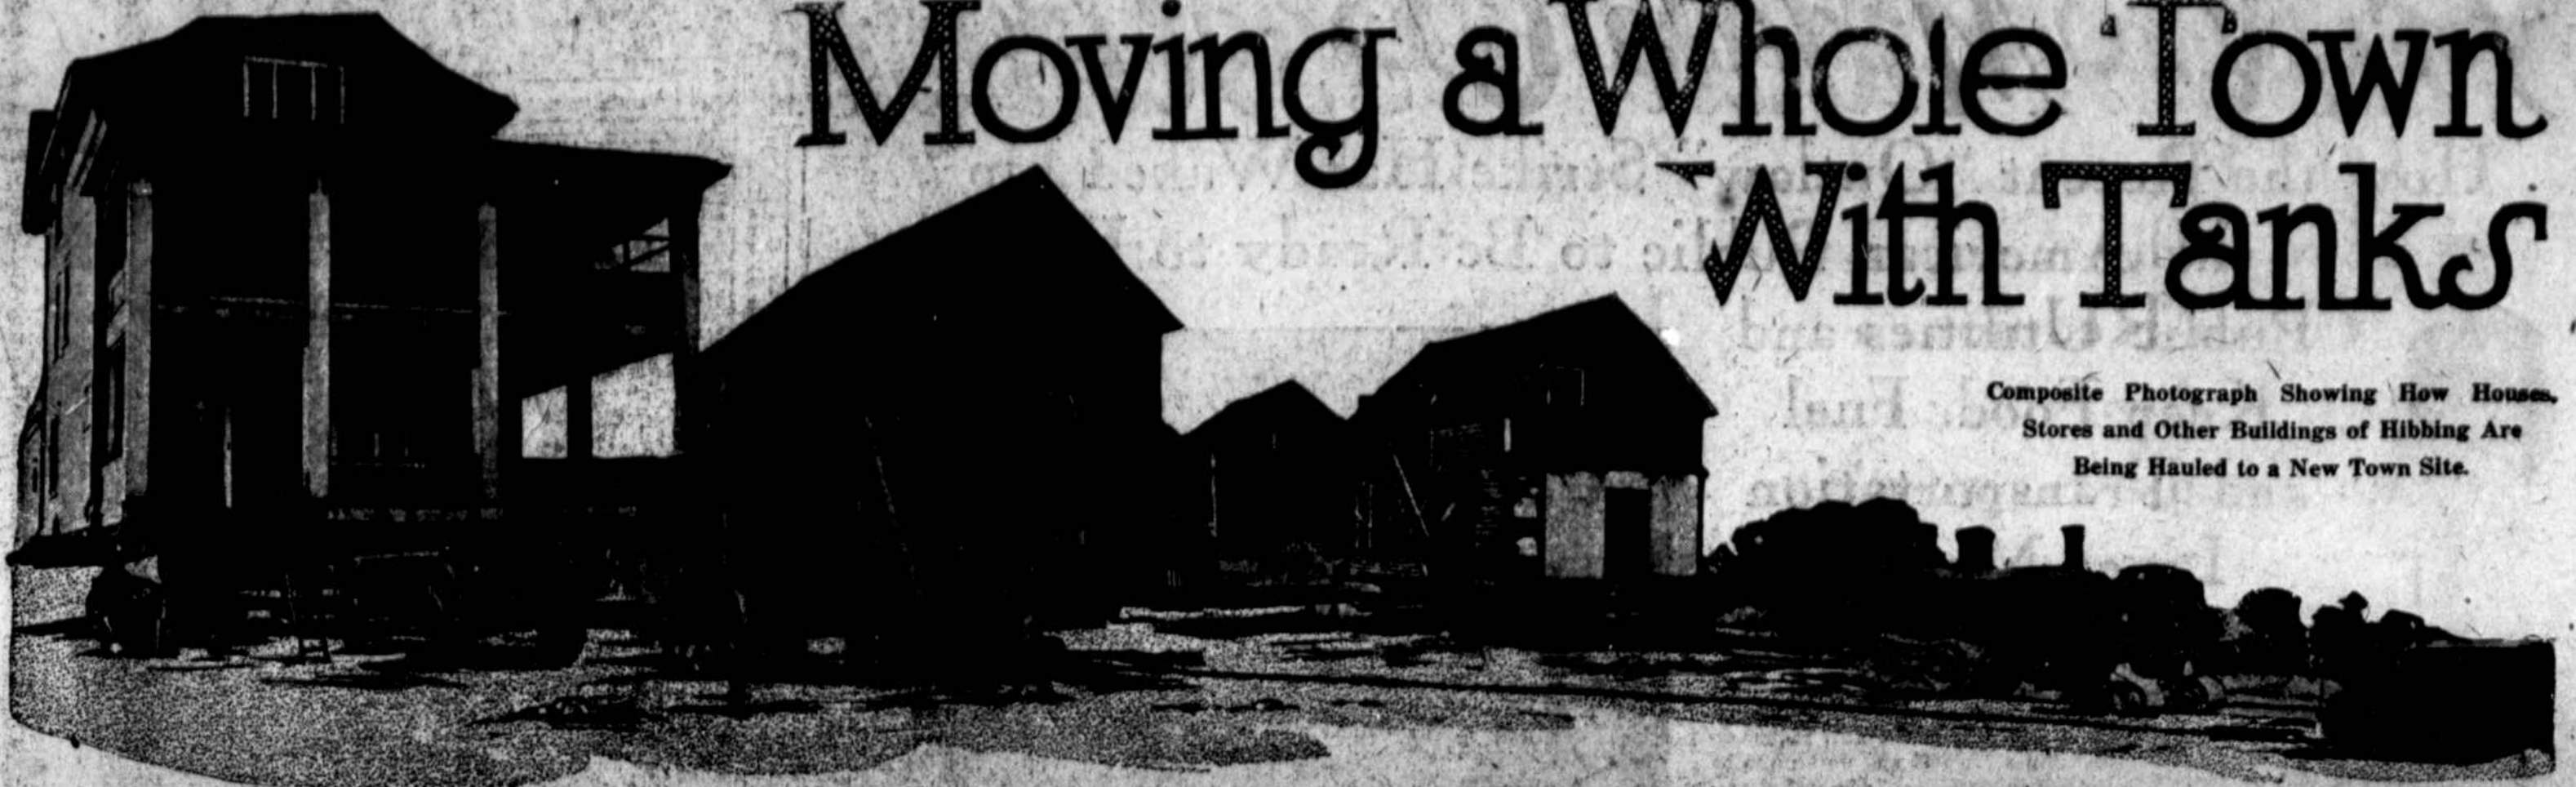 Moving a Whole Town
With Tanks
Composite Photograph Showing How Houses,
Stores and Other Buildings of Hibbing Are
Being Hauled to a New Town Site.